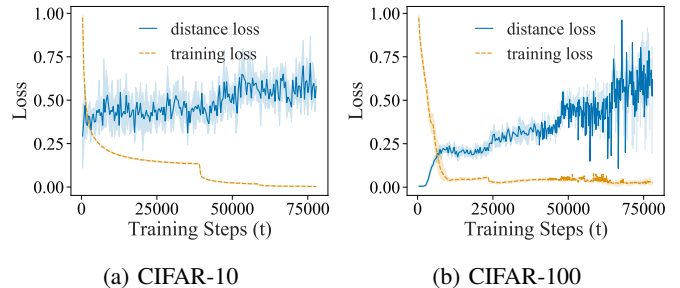 1.00
0.75
0.50
0.25
0.00
Loss
distance loss
training loss
0 25000 50000 75000
Training Steps (t)
(a) CIFAR-10
1.00
0.75
0.50
0.25
0.00
Loss
distance loss
training loss
0 25000 50000 75000
Training Steps (t)
(b) CIFAR-100